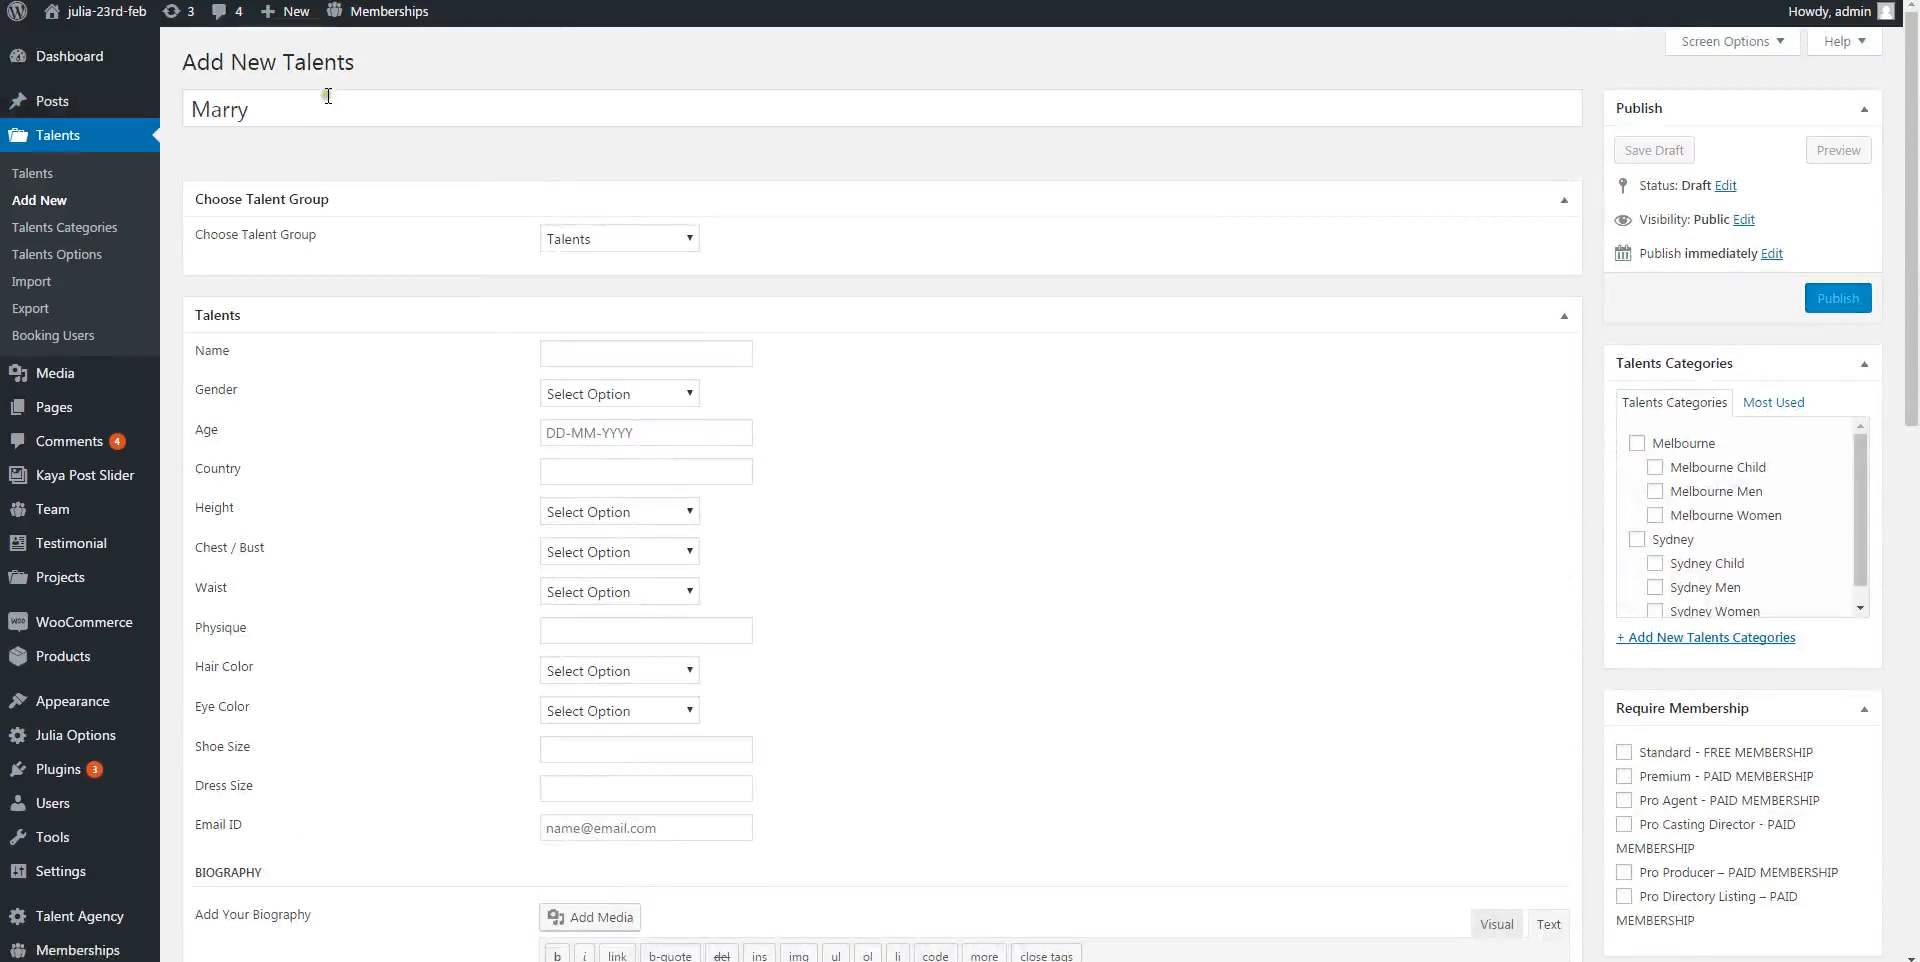 julia-23rd-feb 3 4 New Memberships Howdy, admin
Dashboard
Posts
Talents
Talents
Add New
Talents Categories
Talents Options
Import
Export
Booking Users
Media
Pages
Comments 4
Kaya Post Slider
Team
Testimonial
Projects
WooCommerce
Products
Appearance
Julia Options
Plugins 3
Users
Tools
Settings
Talent Agency
Memberships
Screen Options Help
Add New Talents
Marry
Choose Talent Group
Choose Talent Group Talents
Talents
Name
Gender Select Option
Age DD-MM-YYYY
Country
Height Select Option
Chest / Bust Select Option
Waist Select Option
Physique
Hair Color Select Option
Eye Color Select Option
Shoe Size
Dress Size
Email ID name@email.com
BIOGRAPHY
Add Your Biography Add Media Visual Text
b i link b-quote del ins img ul ol li code more close tags
Publish
Save Draft Preview
Status: Draft Edit
Visibility: Public Edit
Publish immediately Edit
Publish
Talents Categories
Talents Categories Most Used
Melbourne
Melbourne Child
Melbourne Men
Melbourne Women
Sydney
Sydney Child
Sydney Men
Sydney Women
+ Add New Talents Categories
Require Membership
Standard - FREE MEMBERSHIP
Premium - PAID MEMBERSHIP
Pro Agent - PAID MEMBERSHIP
Pro Casting Director - PAID
MEMBERSHIP
Pro Producer – PAID MEMBERSHIP
Pro Directory Listing – PAID
MEMBERSHIP